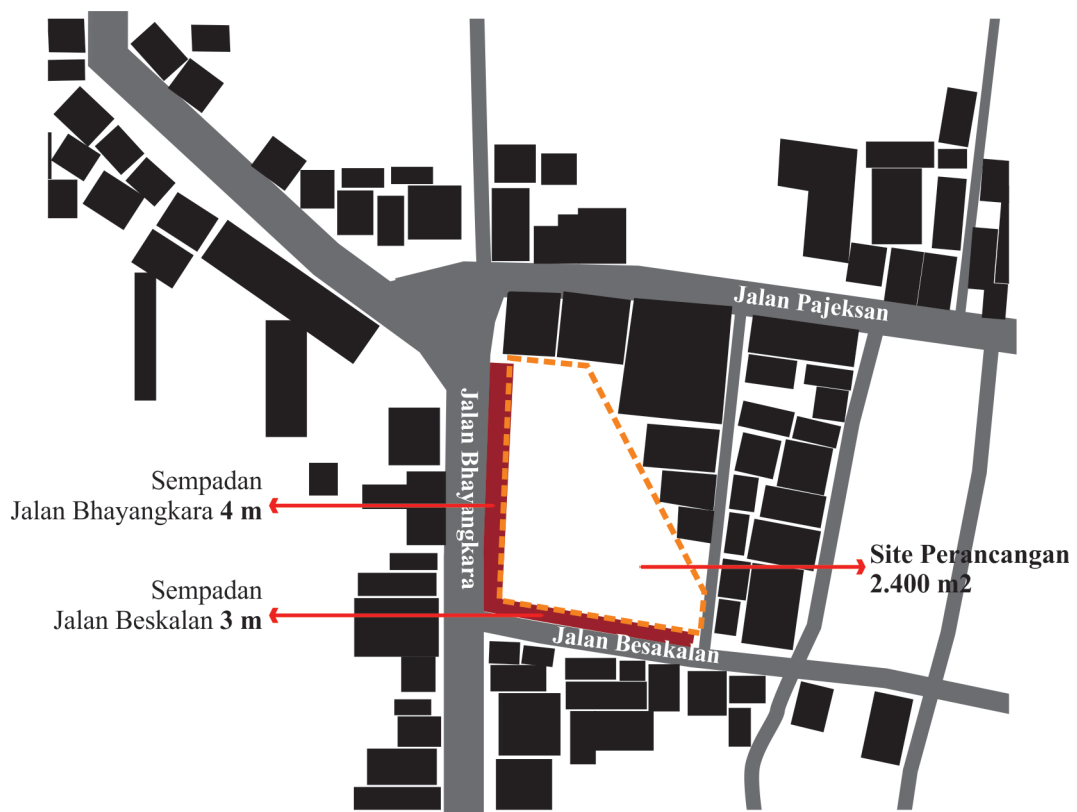 Jalan Pajeksan
Jalan Bhayangkara
Sempadan
Jalan Bhayangkara 4 m
Site Perancangan
2.400 m2
Sempadan
Jalan Beskalan 3 m
Jalan Besakalan